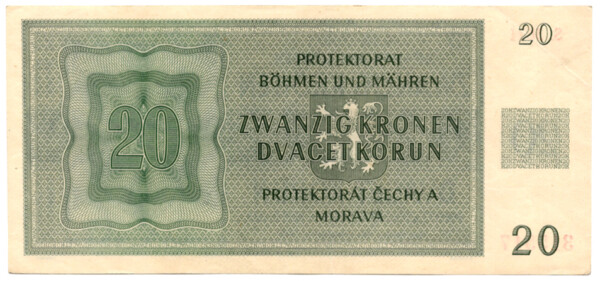 20
PROTEKTORAT
BÖHMEN UND MÄHREN
20
ZWANZIG KRONEN
DVACET KORUN
PROTEKTORÁT ČECHY A
MORAVA
20